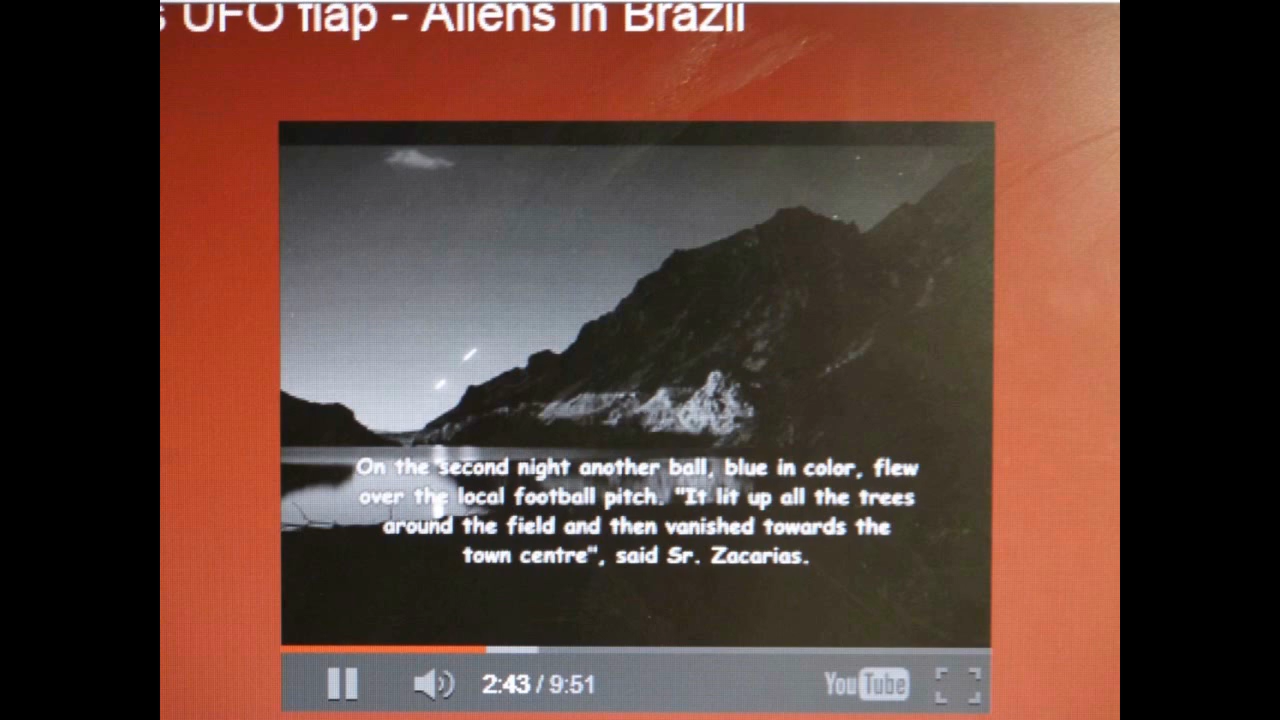 s UFO flap - Aliens in Brazil
On the second night another ball, blue in color, flew
over the local football pitch. "It lit up all the trees
around the field and then vanished towards the
town centre", said Sr. Zacarias.
2:43 / 9:51
YouTube